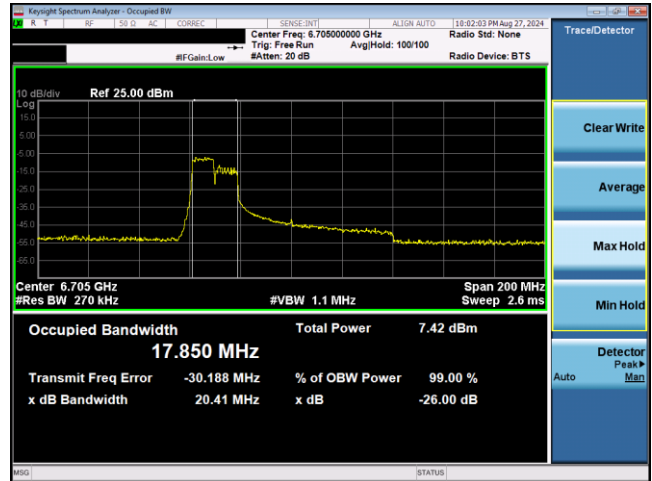 Keysight Spectrum Analyzer - Occupied BW
LXI R T RF 50 Ω AC CORREC SENSE:INT ALIGN AUTO 10:02:03 PM Aug 27, 2024
Center Freq: 6.705000000 GHz Radio Std: None
Trig: Free Run Avg|Hold: 100/100
#IFGain:Low #Atten: 20 dB Radio Device: BTS
Trace/Detector
10 dB/div Ref 25.00 dBm
Log
15.0
5.00
-5.00
-15.0
-25.0
-35.0
-45.0
-55.0
-65.0
Center 6.705 GHz Span 200 MHz
#Res BW 270 kHz #VBW 1.1 MHz Sweep 2.6 ms
Occupied Bandwidth Total Power 7.42 dBm
17.850 MHz
Transmit Freq Error -30.188 MHz % of OBW Power 99.00 %
x dB Bandwidth 20.41 MHz x dB -26.00 dB
Clear Write
Average
Max Hold
Min Hold
Detector
Peak▶
Auto Man
MSG STATUS